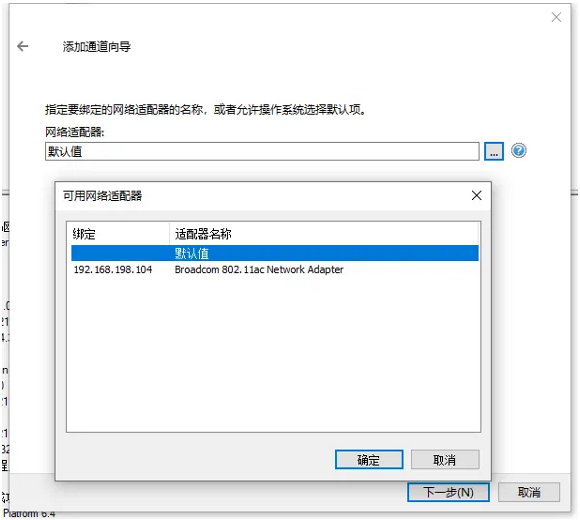 添加通道向导
指定要绑定的网络适配器的名称，或者允许操作系统选择默认项。
网络适配器:
默认值
...
?
可用网络适配器
绑定 适配器名称
默认值
192.168.198.104 Broadcom 802.11ac Network Adapter
确定 取消
下一步(N) 取消
Platform 6.4